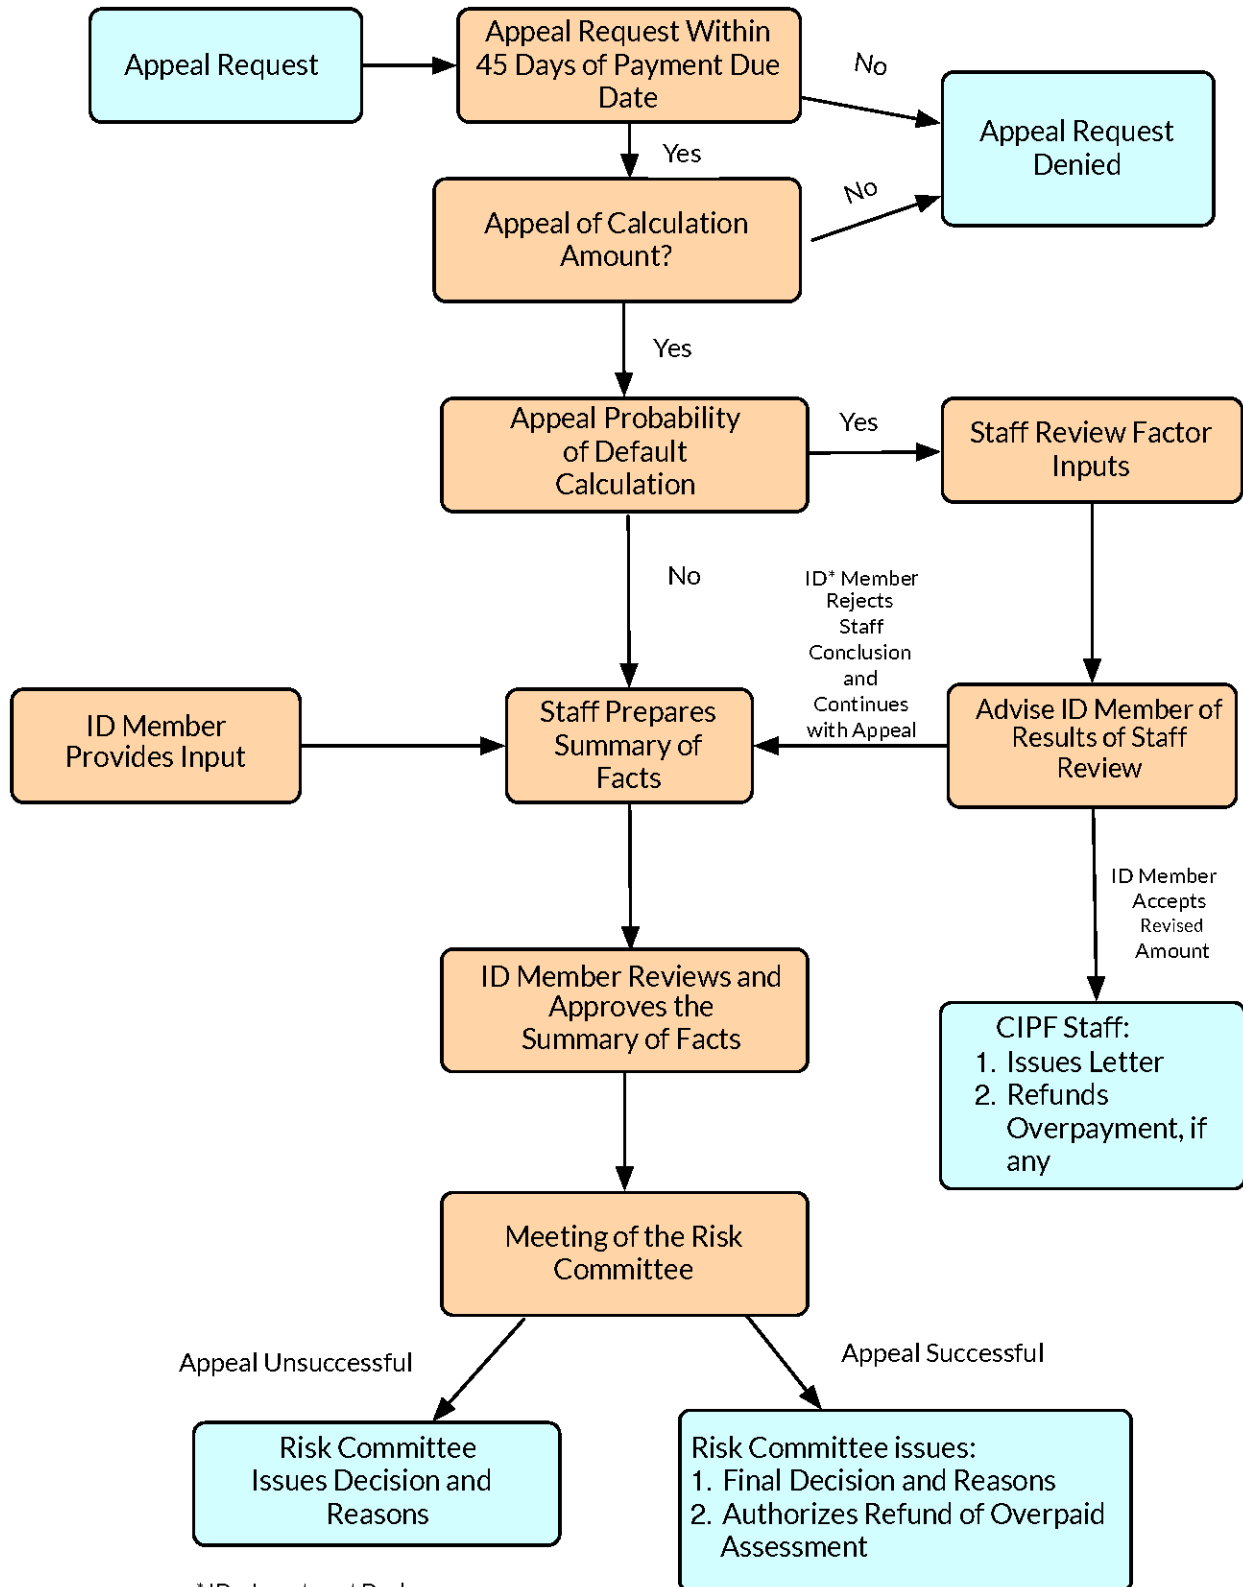 Appeal Request
Appeal Request Within
45 Days of Payment Due
Date
No
Appeal Request
Denied
Yes
No
Appeal of Calculation
Amount?
Yes
Appeal Probability
of Default
Calculation
Yes
Staff Review Factor
Inputs
No
ID* Member
Rejects
Staff
Conclusion
and
Continues
with Appeal
ID Member
Provides Input
Staff Prepares
Summary of
Facts
Advise ID Member of
Results of Staff
Review
ID Member
Accepts
Revised
Amount
ID Member Reviews and
Approves the
Summary of Facts
CIPF Staff:
1. Issues Letter
2. Refunds
Overpayment, if
any
Meeting of the Risk
Committee
Appeal Unsuccessful
Appeal Successful
Risk Committee
Issues Decision and
Reasons
Risk Committee issues:
1. Final Decision and Reasons
2. Authorizes Refund of Overpaid
Assessment